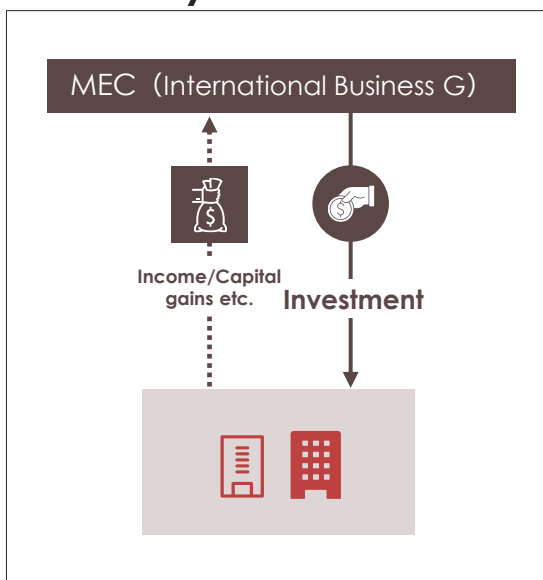 MEC（International Business G）
Income/Capital
gains etc.
Investment